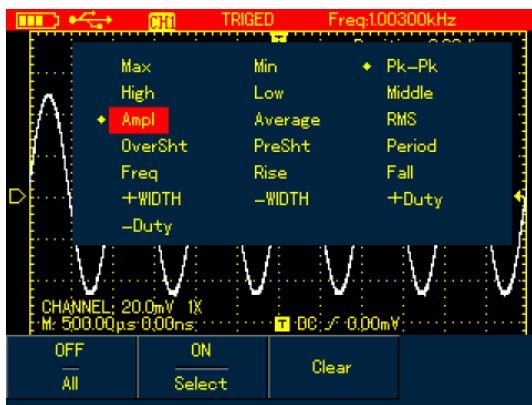 CH1 TRIGED Freq:1.00300kHz
Max Min Pk-Pk
High Low Middle
Ampl Average RMS
OverSht PreSht Period
Freq Rise Fall
+WIDTH -WIDTH +Duty
-Duty
CHANNEL: 20.0mV 1X
M: 500.00μs 0.00ns T DC: 0.00mV
OFF ON Clear
All Select